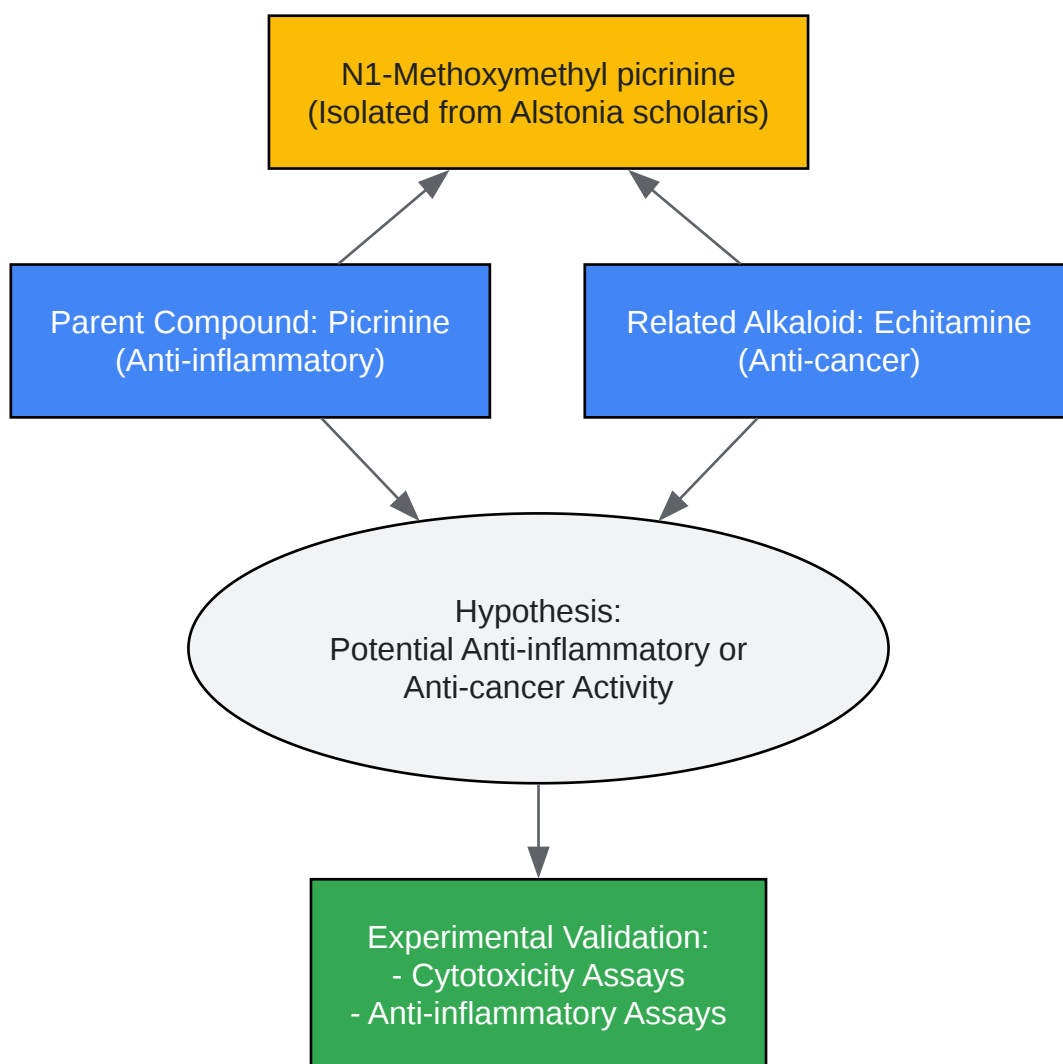 N1-Methoxymethyl picrinine
(Isolated from Alstonia scholaris)
Parent Compound: Picrinine
(Anti-inflammatory)
Related Alkaloid: Echitamine
(Anti-cancer)
Hypothesis:
Potential Anti-inflammatory or
Anti-cancer Activity
Experimental Validation:
- Cytotoxicity Assays
- Anti-inflammatory Assays